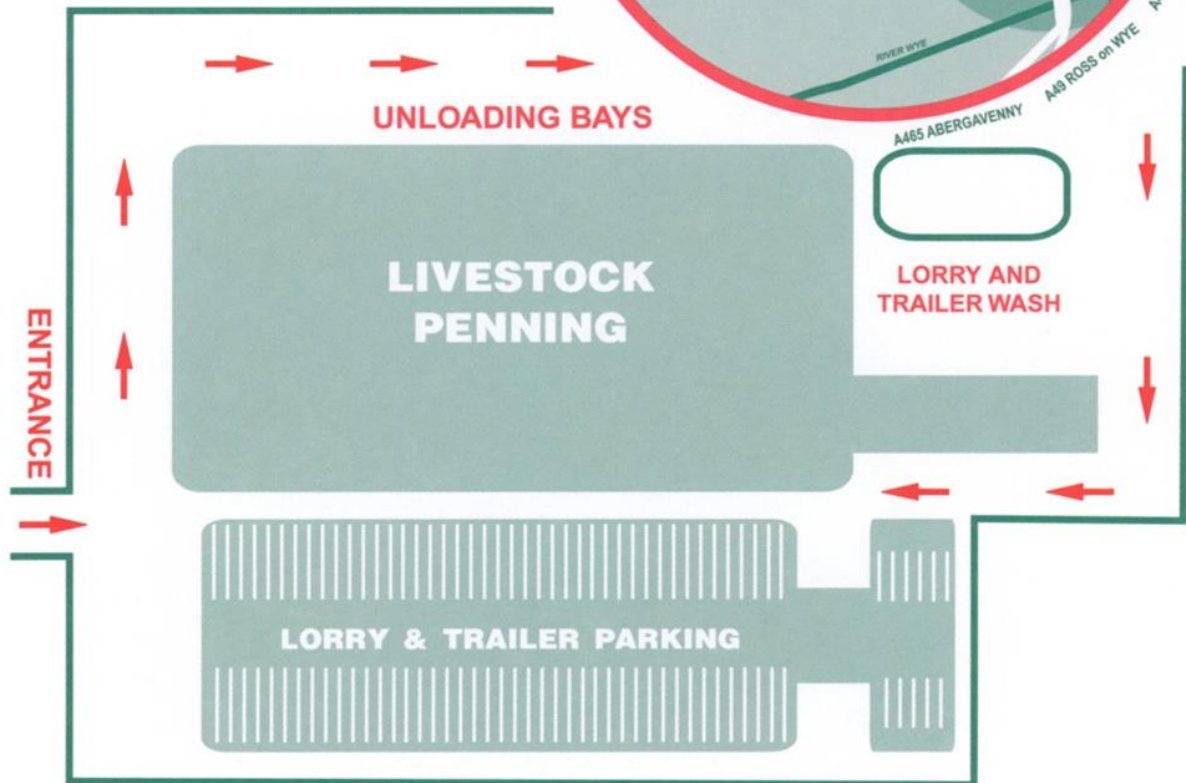 RIVER WYE
A49 ROSS on WYE
A465 ABERGAVENNY
UNLOADING BAYS
LIVESTOCK
PENNING
LORRY AND
TRAILER WASH
ENTRANCE
LORRY & TRAILER PARKING